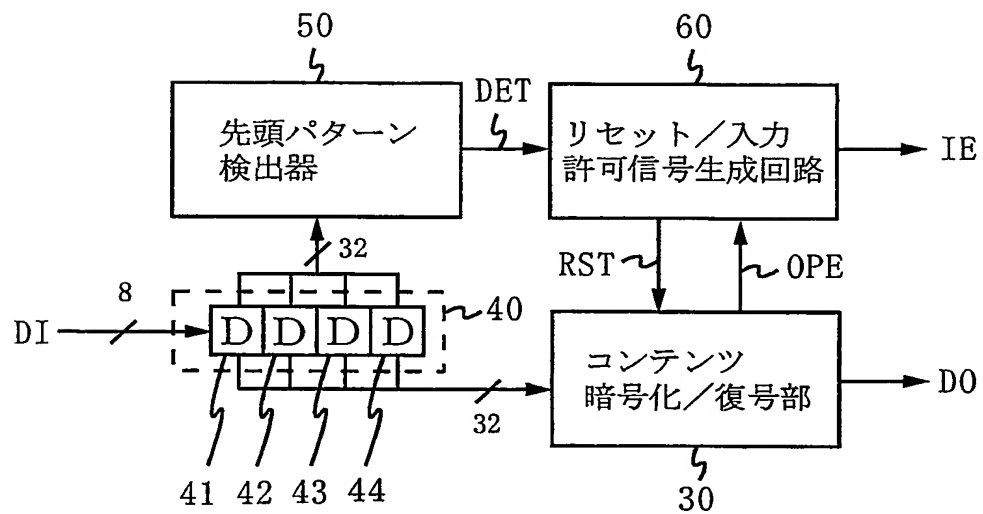 50
60
先頭パターン
検出器
DET
リセット／入力
許可信号生成回路
IE
32
RST
OPE
8
DI
D D D D
40
コンテンツ
暗号化／復号部
DO
32
41 42 43 44
30